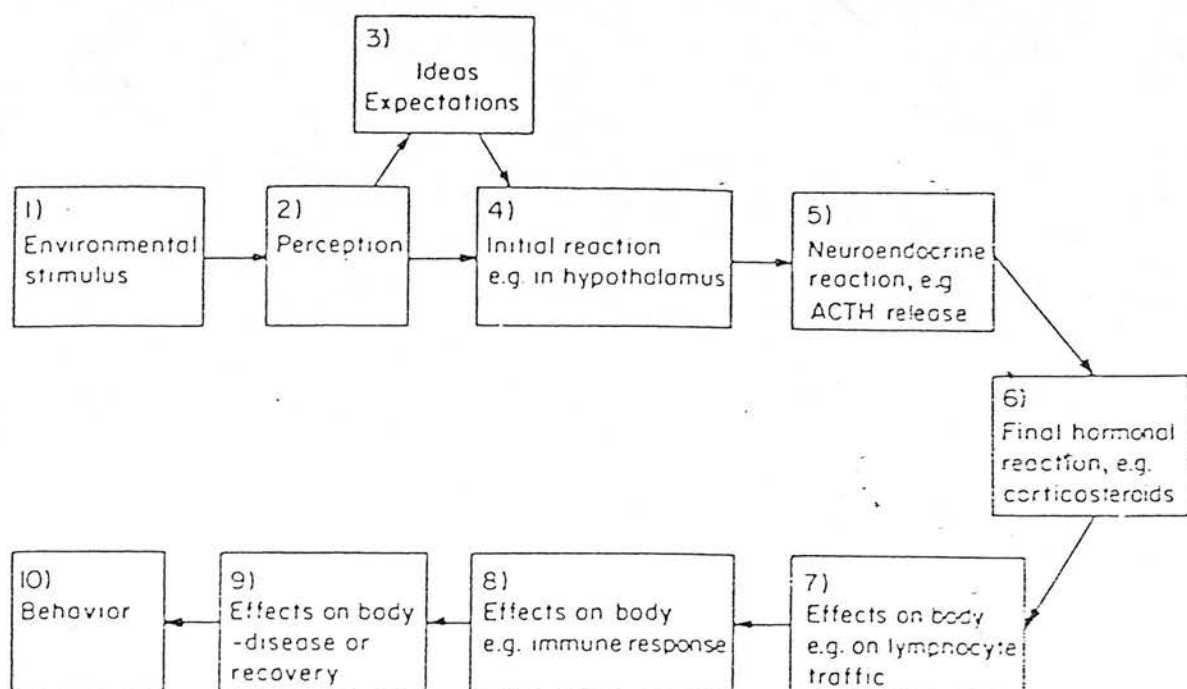 3)
Ideas
Expectations
1)
Environmental
stimulus
2)
Perception
4)
Initial reaction
e.g. in hypothalamus
5)
Neuroendocrine
reaction, e.g
ACTH release
6)
Final hormonal
reaction, e.g.
corticosteroids
10)
Behavior
9)
Effects on body
-disease or
recovery
8)
Effects on body
e.g. immune response
7)
Effects on body
e.g. on lymphocyte
traffic